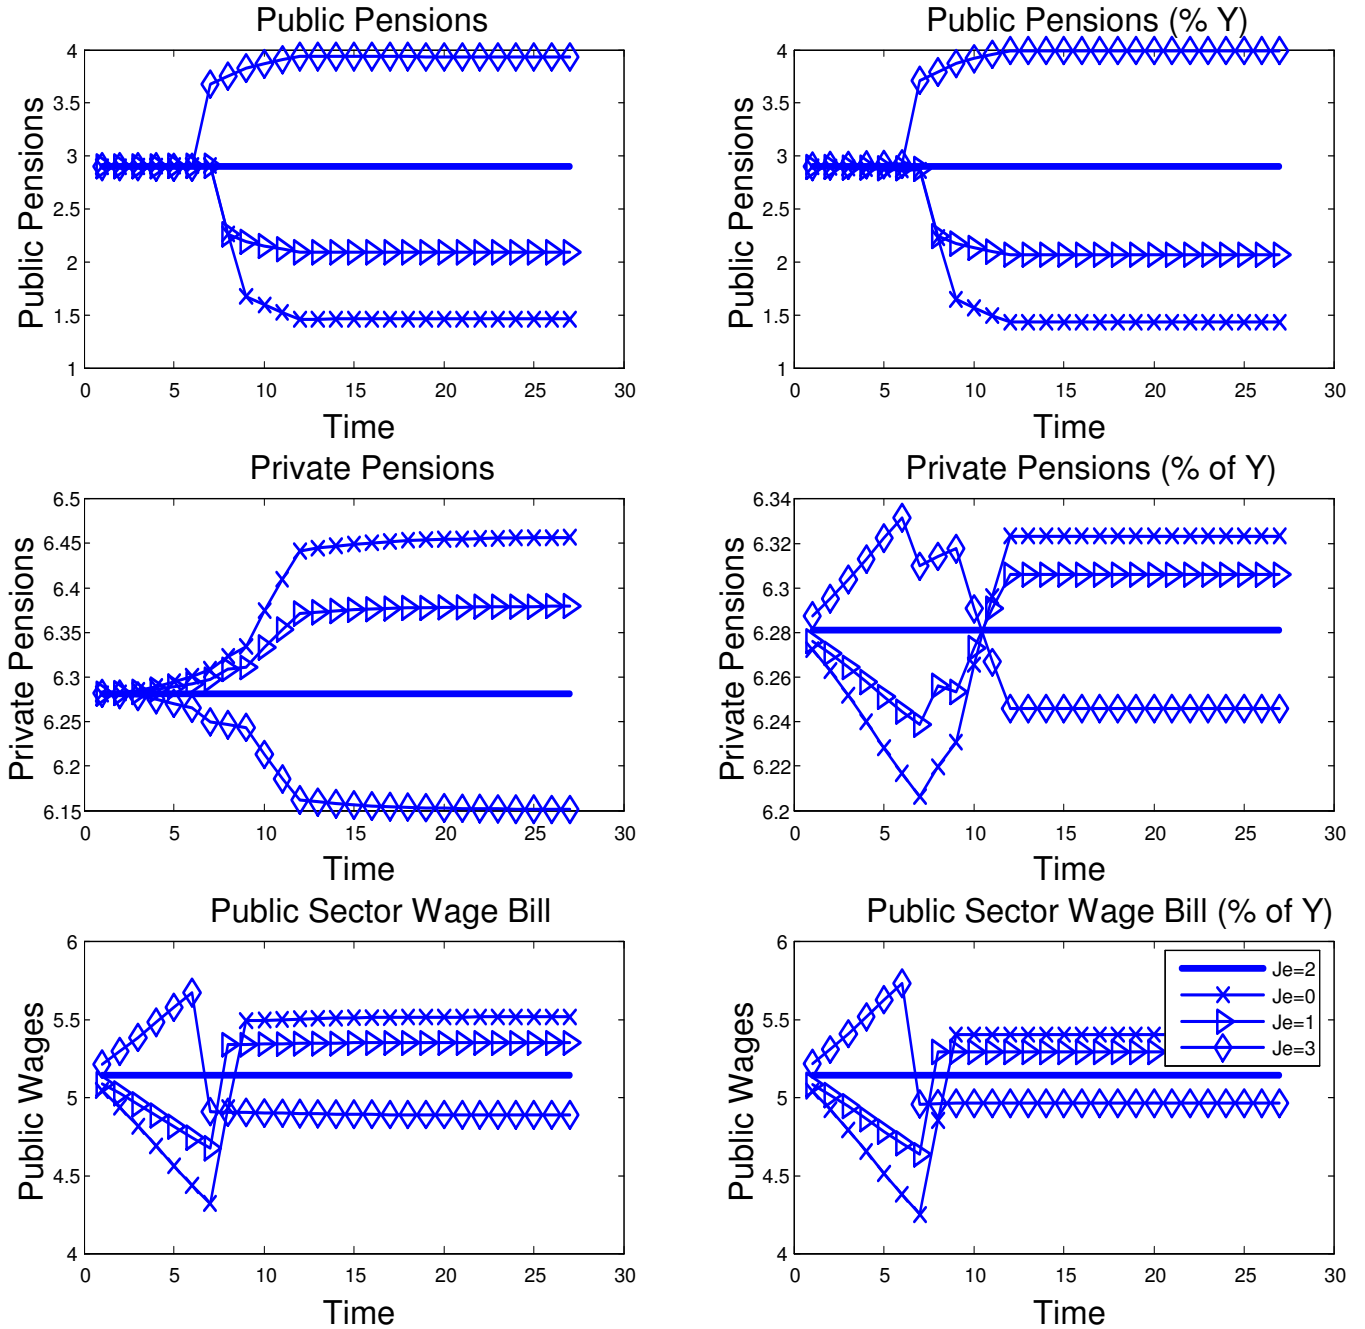 Public Pensions
Public Pensions (% Y)
Public Pensions
4
3.5
3
2.5
2
1.5
1
0 5 10 15 20 25 30
Time
Public Pensions
4
3.5
3
2.5
2
1.5
1
0 5 10 15 20 25 30
Time
Private Pensions
Private Pensions (% of Y)
Private Pensions
6.5
6.45
6.4
6.35
6.3
6.25
6.2
6.15
0 5 10 15 20 25 30
Time
Private Pensions
6.34
6.32
6.3
6.28
6.26
6.24
6.22
6.2
0 5 10 15 20 25 30
Time
Public Sector Wage Bill
Public Sector Wage Bill (% of Y)
Public Wages
6
5.5
5
4.5
4
0 5 10 15 20 25 30
Time
Public Wages
6
5.5
5
4.5
4
0 5 10 15 20 25 30
Time
Je=2
Je=0
Je=1
Je=3